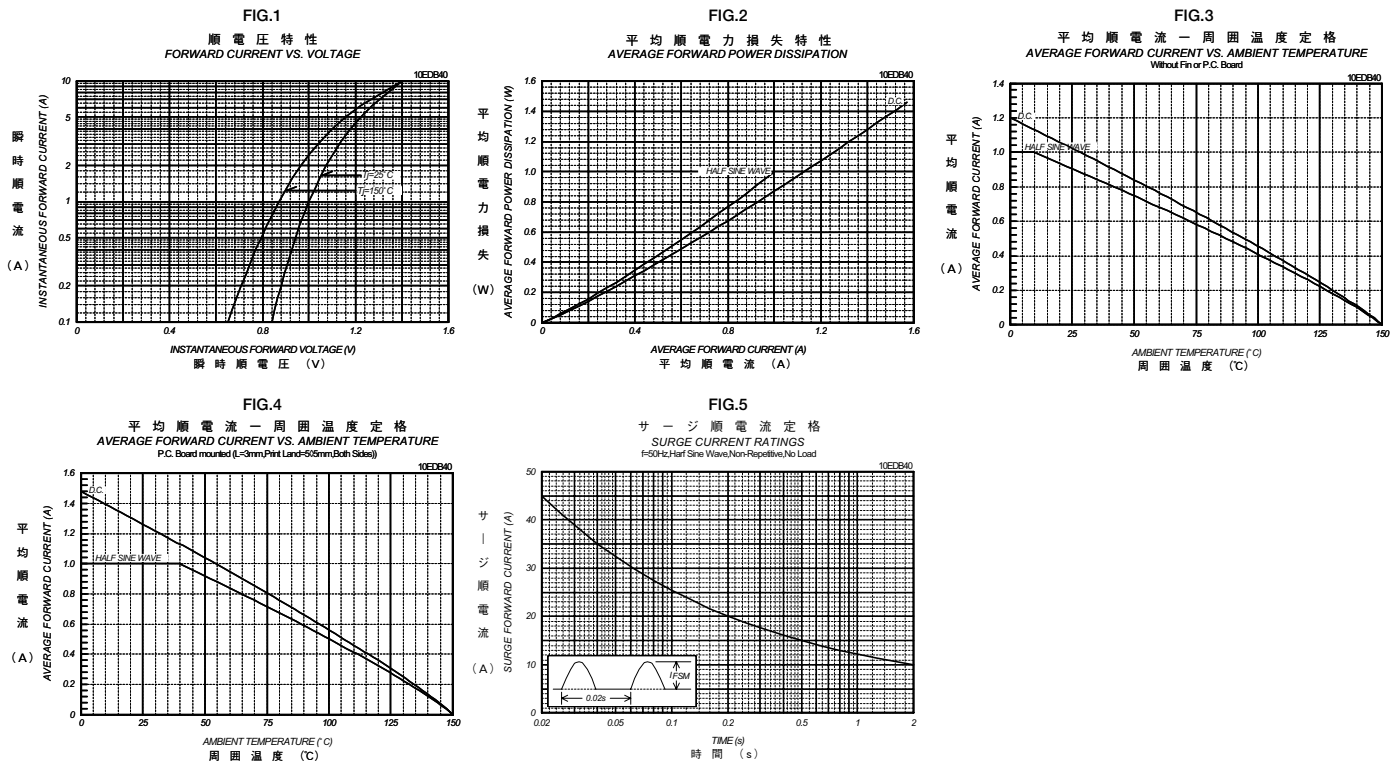 FIG.1
順電圧特性
FORWARD CURRENT VS. VOLTAGE
10EDB40
瞬時順電流 (A)
INSTANTANEOUS FORWARD CURRENT (A)
10
5
2
1
0.5
0.2
0.1
Tj=25°C
Tj=150°C
0 0.4 0.8 1.2 1.6
INSTANTANEOUS FORWARD VOLTAGE (V)
瞬時順電圧 (V)
FIG.2
平均順電力損失特性
AVERAGE FORWARD POWER DISSIPATION
10EDB40
平均順電力損失 (W)
AVERAGE FORWARD POWER DISSIPATION (W)
1.6
1.4
1.2
1.0
0.8
0.6
0.4
0.2
0
D.C.
HALF SINE WAVE
0 0.4 0.8 1.2 1.6
AVERAGE FORWARD CURRENT (A)
平均順電流 (A)
FIG.3
平均順電流ー周囲温度定格
AVERAGE FORWARD CURRENT VS. AMBIENT TEMPERATURE
Without Fin or P.C. Board
10EDB40
平均順電流 (A)
AVERAGE FORWARD CURRENT (A)
1.4
1.2
1.0
0.8
0.6
0.4
0.2
0
D.C.
HALF SINE WAVE
0 25 50 75 100 125 150
AMBIENT TEMPERATURE (°C)
周囲温度 (℃)
FIG.4
平均順電流ー周囲温度定格
AVERAGE FORWARD CURRENT VS. AMBIENT TEMPERATURE
P.C. Board mounted (L=3mm,Print Land=5x5mm,Both Sides))
10EDB40
平均順電流 (A)
AVERAGE FORWARD CURRENT (A)
1.6
1.4
1.2
1.0
0.8
0.6
0.4
0.2
0
D.C.
HALF SINE WAVE
0 25 50 75 100 125 150
AMBIENT TEMPERATURE (°C)
周囲温度 (℃)
FIG.5
サージ順電流定格
SURGE CURRENT RATINGS
f=50Hz,Harf Sine Wave,Non-Repetitive,No Load
10EDB40
サージ順電流 (A)
SURGE FORWARD CURRENT (A)
50
40
30
20
10
0
IFSM
0.02s
0.02 0.05 0.1 0.2 0.5 1 2
TIME (s)
時間 (s)